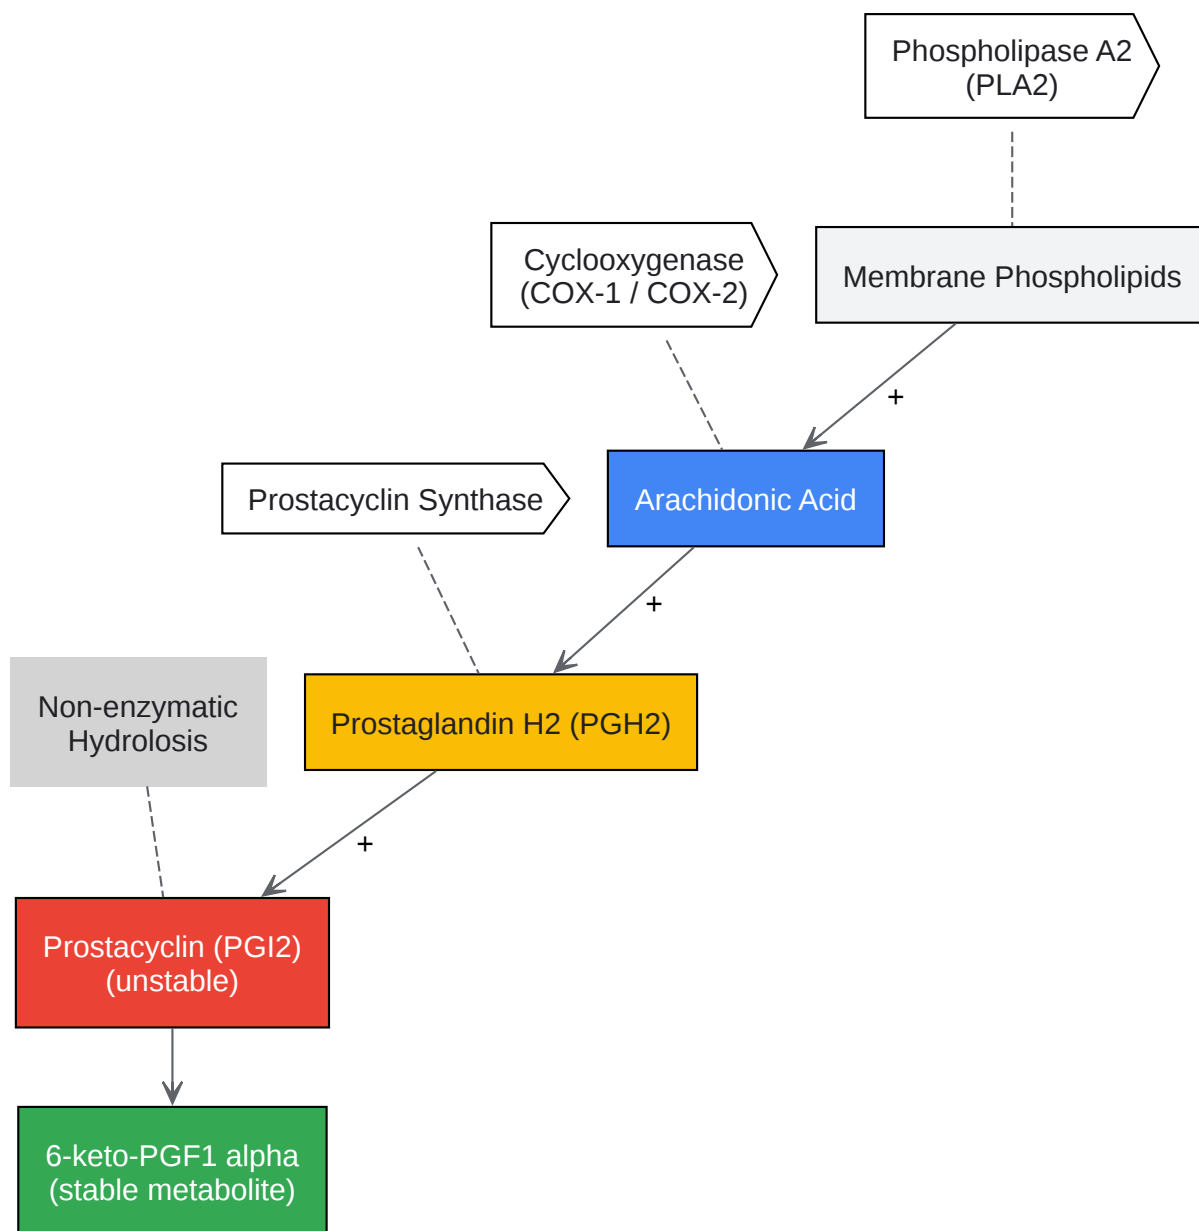 Phospholipase A2
(PLA2)
Cyclooxygenase
(COX-1 / COX-2)
Membrane Phospholipids
+
Prostacyclin Synthase
Arachidonic Acid
+
Non-enzymatic
Hydrolosis
Prostaglandin H2 (PGH2)
+
Prostacyclin (PGI2)
(unstable)
6-keto-PGF1 alpha
(stable metabolite)